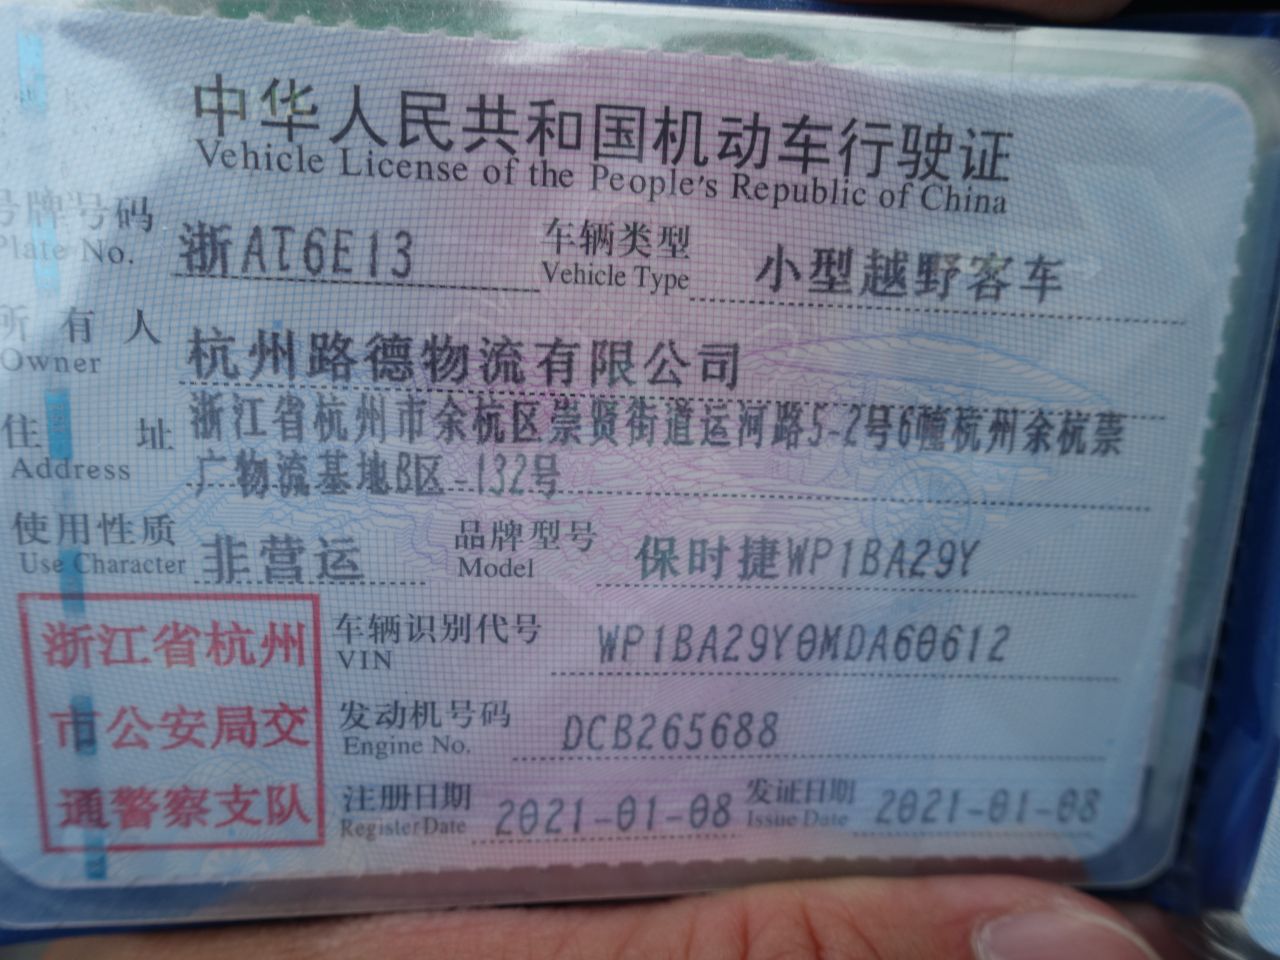 中华人民共和国机动车行驶证
Vehicle License of the People's Republic of China
号牌号码 浙AT6E13 车辆类型 小型越野客车
Plate No. Vehicle Type
所有人 杭州路德物流有限公司
Owner
住址 浙江省杭州市余杭区崇贤街道运河路5-2号6幢杭州余杭票
Address 广物流基地B区-132号
使用性质 非营运 品牌型号 保时捷WP1BA29Y
Use Character Model
浙江省杭州 车辆识别代号 WP1BA29Y0MDA60612
VIN
市公安局交 发动机号码 DCB265688
Engine No.
通警察支队 注册日期 2021-01-08 发证日期 2021-01-08
Register Date Issue Date